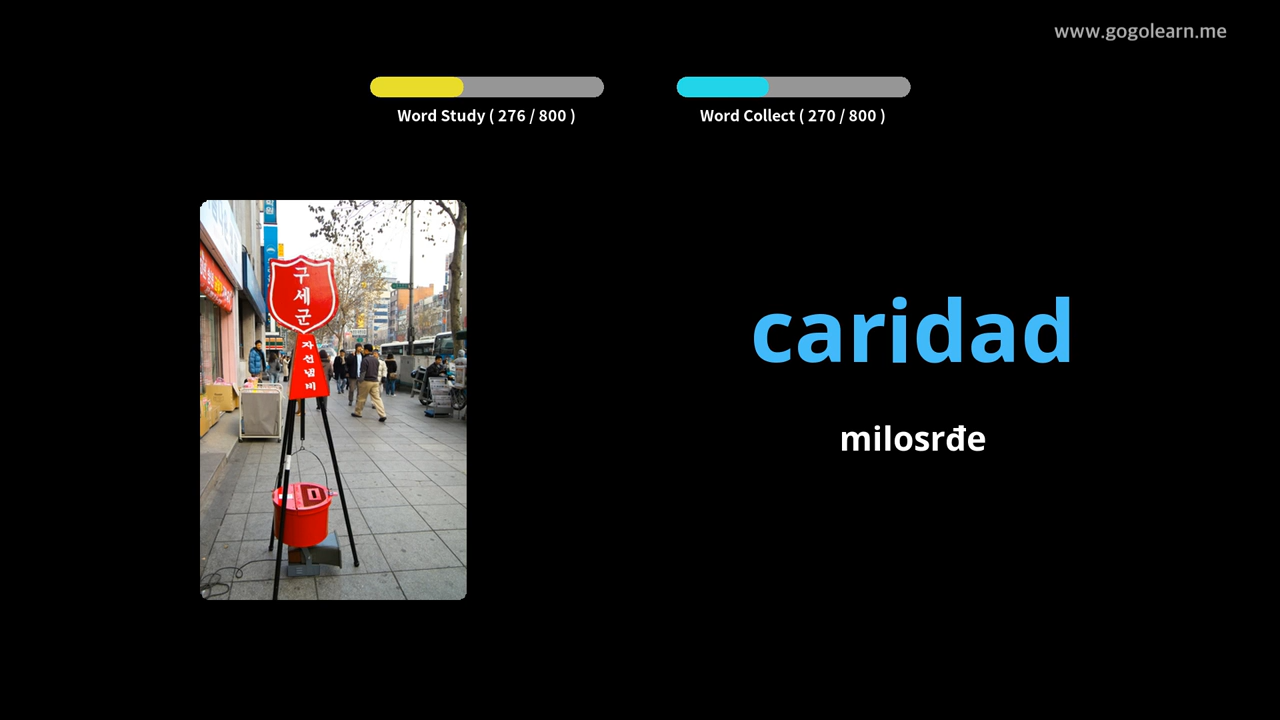 www.gogolearn.me
Word Study ( 276 / 800 )
Word Collect ( 270 / 800 )
구세군
자선냄비
caridad
milosrđe